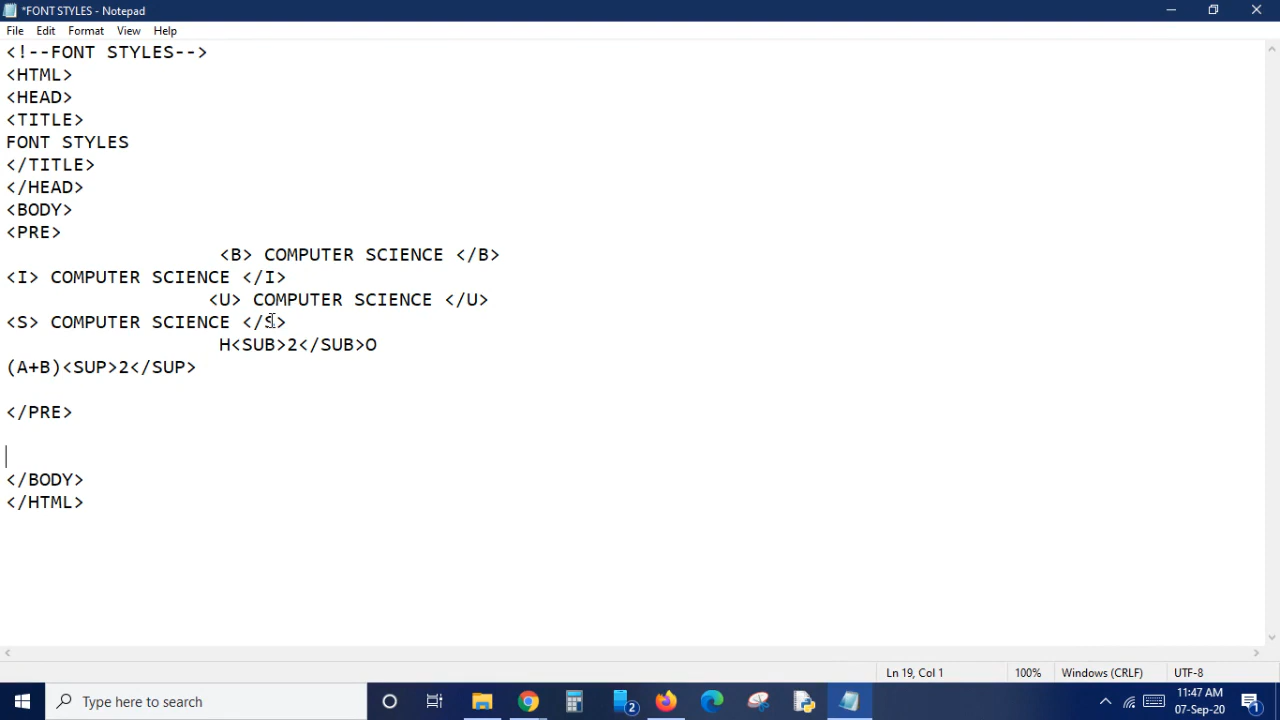 *FONT STYLES - Notepad
File Edit Format View Help
<!--FONT STYLES-->
<HTML>
<HEAD>
<TITLE>
FONT STYLES
</TITLE>
</HEAD>
<BODY>
<PRE>
<B> COMPUTER SCIENCE </B>
<I> COMPUTER SCIENCE </I>
<U> COMPUTER SCIENCE </U>
<S> COMPUTER SCIENCE </S>
H<SUB>2</SUB>O
(A+B)<SUP>2</SUP>
</PRE>
</BODY>
</HTML>
Ln 19, Col 1 100% Windows (CRLF) UTF-8
Type here to search 2 11:47 AM
07-Sep-20 1